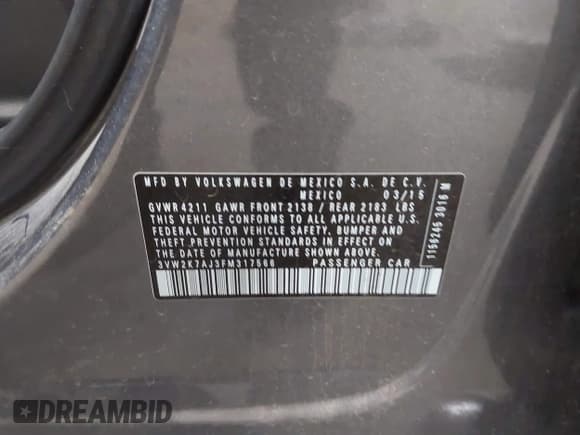 MFD BY VOLKSWAGEN DE MEXICO S.A. DE C.V.
MEXICO 03/15
GVWR 4211 GAWR FRONT 2138 / REAR 2183 LBS
THIS VEHICLE CONFORMS TO ALL APPLICABLE U.S.
FEDERAL MOTOR VEHICLE SAFETY, BUMPER AND
THEFT PREVENTION STANDARDS IN EFFECT ON
THE DATE OF MANUFACTURE SHOWN ABOVE.
3VW2K7AJ3FM317566 PASSENGER CAR
1156245 3016 M
DREAMBID